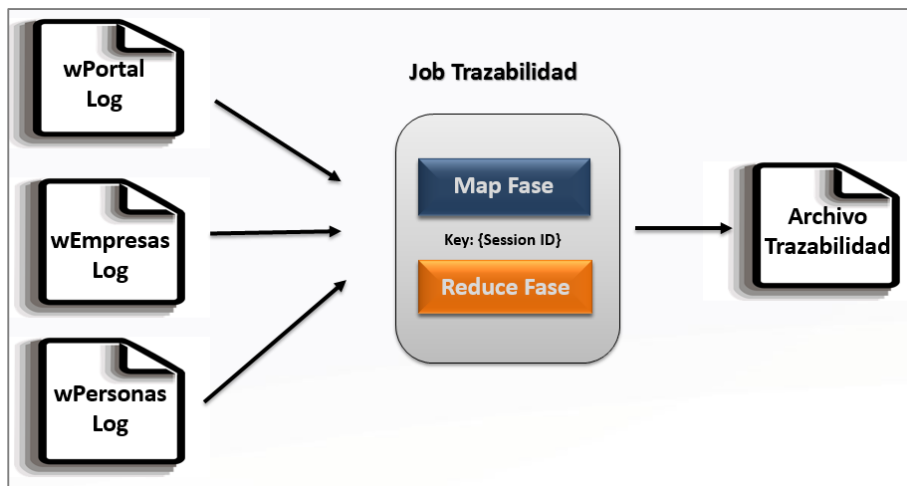 wPortal
Log
Job Trazabilidad
wEmpresas
Log
Map Fase
Key: {Session ID}
Reduce Fase
Archivo
Trazabilidad
wPersonas
Log